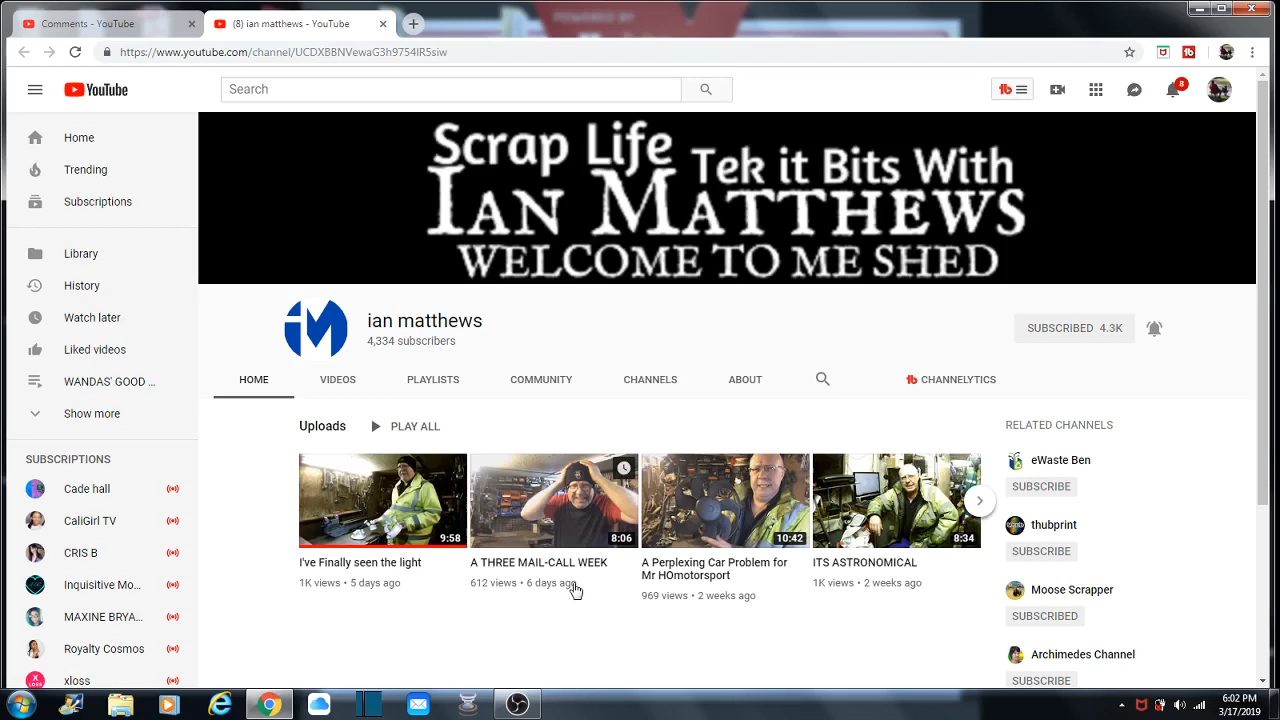 POWERED BY
Comments - YouTube
(8) ian matthews - YouTube
https://www.youtube.com/channel/UCDXBBNVewaG3h9754IR5siw
YouTube
Search
tb
8
Home
Trending
Subscriptions
Library
History
Watch later
Liked videos
WANDAS' GOOD ...
Show more
SUBSCRIPTIONS
Cade hall
CaliGirl TV
CRIS B
Inquisitive Mo...
MAXINE BRYA...
Royalty Cosmos
xloss
Scrap Life Tek it Bits With
IAN MATTHEWS
WELCOME TO ME SHED
ian matthews
4,334 subscribers
SUBSCRIBED 4.3K
HOME
VIDEOS
PLAYLISTS
COMMUNITY
CHANNELS
ABOUT
tb CHANNELYTICS
Uploads
PLAY ALL
9:58
I've Finally seen the light
1K views • 5 days ago
8:06
A THREE MAIL-CALL WEEK
612 views • 6 days ago
10:42
A Perplexing Car Problem for
Mr HOmotorsport
969 views • 2 weeks ago
8:34
ITS ASTRONOMICAL
1K views • 2 weeks ago
RELATED CHANNELS
eWaste Ben
SUBSCRIBE
thubprint
SUBSCRIBE
Moose Scrapper
SUBSCRIBED
Archimedes Channel
SUBSCRIBE
6:02 PM
3/17/2019